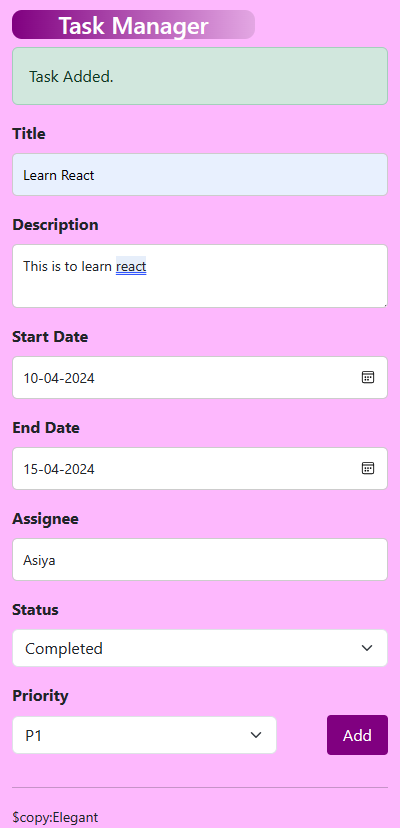 Task Manager
Task Added.
Title
Learn React
Description
This is to learn react
Start Date
10-04-2024
End Date
15-04-2024
Assignee
Asiya
Status
Completed
Priority
P1
Add
$copy:Elegant